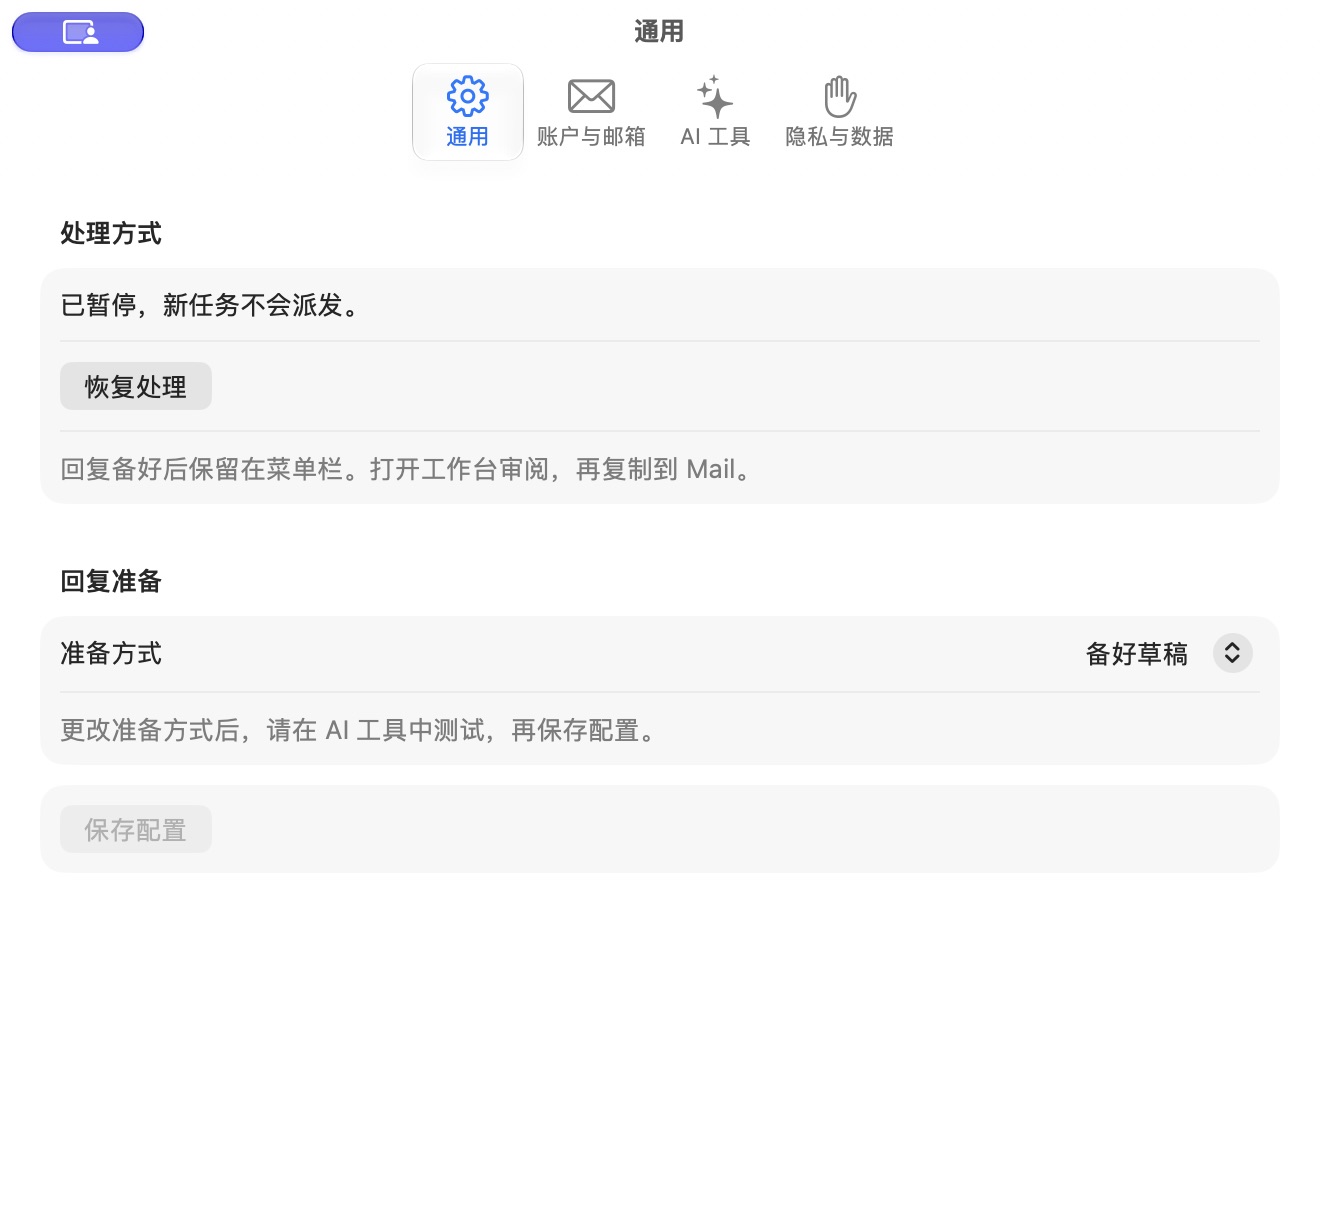 通用
通用
账户与邮箱
AI 工具
隐私与数据
处理方式
已暂停，新任务不会派发。
恢复处理
回复备好后保留在菜单栏。打开工作台审阅，再复制到 Mail。
回复准备
准备方式
备好草稿
更改准备方式后，请在 AI 工具中测试，再保存配置。
保存配置